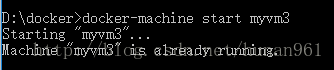 D:\docker>docker-machine start myvm3
Starting "myvm3"...
Machine "myvm3" is already running.